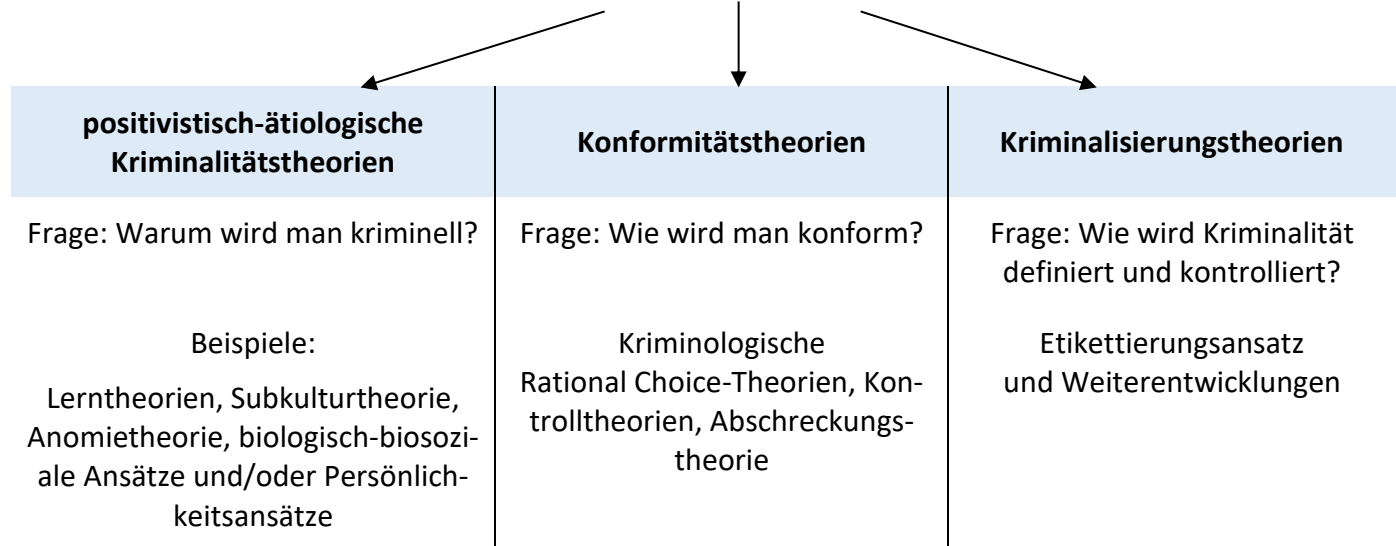 positivistisch-ätiologische
Kriminalitätstheorien
Konformitätstheorien
Kriminalisierungstheorien
Frage: Warum wird man kriminell?
Frage: Wie wird man konform?
Frage: Wie wird Kriminalität
definiert und kontrolliert?
Beispiele:
Lerntheorien, Subkulturtheorie,
Anomietheorie, biologisch-biosozi-
ale Ansätze und/oder Persönlich-
keitsansätze
Kriminologische
Rational Choice-Theorien, Kon-
trolltheorien, Abschreckungs-
theorie
Etikettierungsansatz
und Weiterentwicklungen